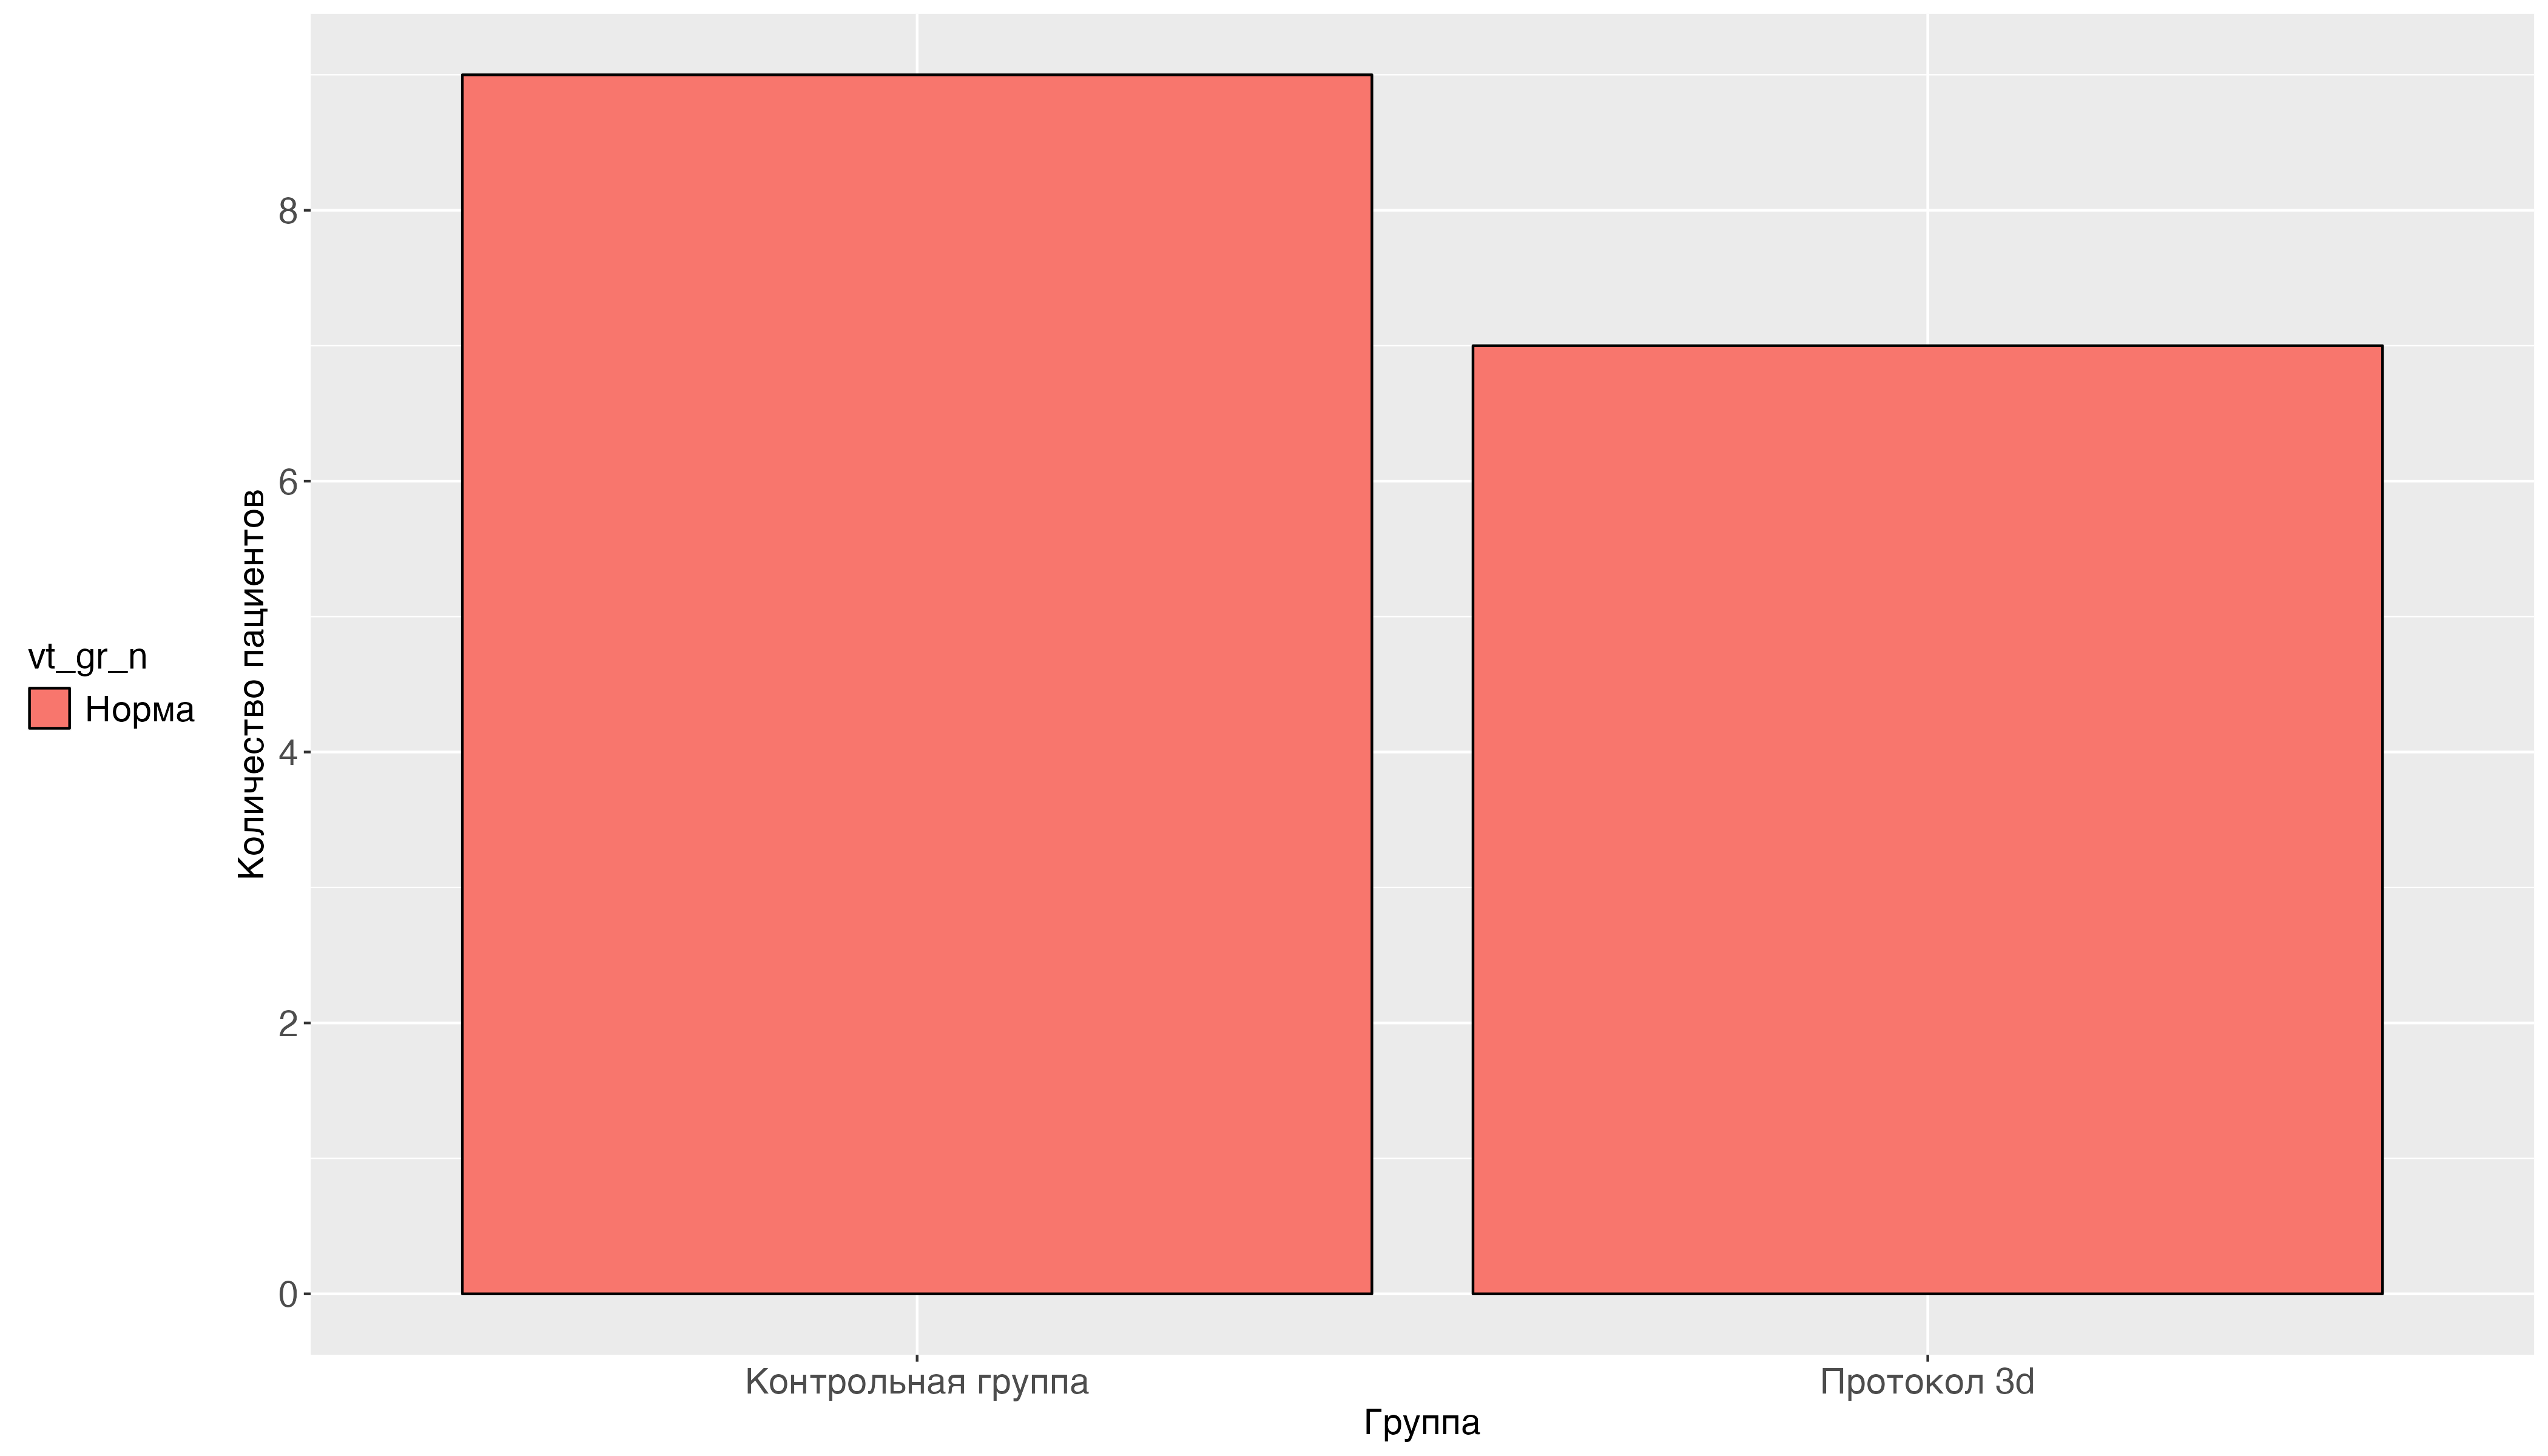 vt_gr_n
Норма
Количество пациентов
8
6
4
2
0
Контрольная группа
Протокол 3d
Группа